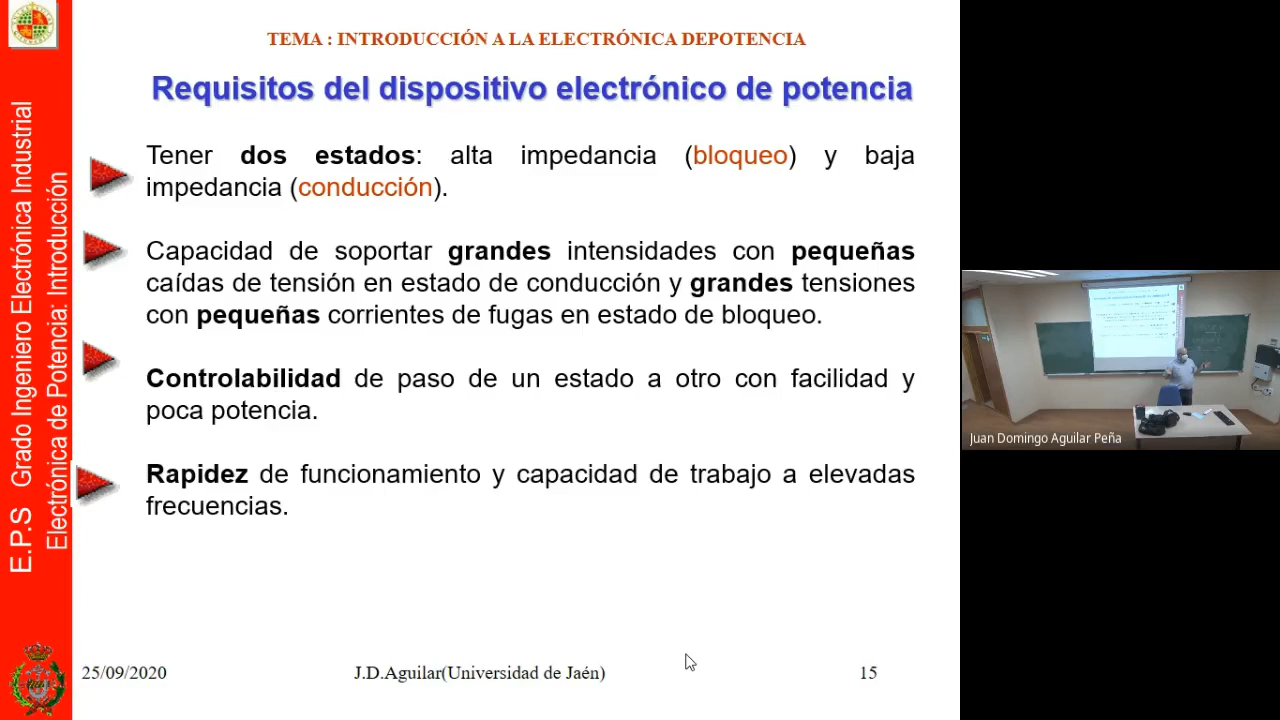 TEMA : INTRODUCCIÓN A LA ELECTRÓNICA DEPOTENCIA
Requisitos del dispositivo electrónico de potencia
Tener dos estados: alta impedancia (bloqueo) y baja
impedancia (conducción).
Capacidad de soportar grandes intensidades con pequeñas
caídas de tensión en estado de conducción y grandes tensiones
con pequeñas corrientes de fugas en estado de bloqueo.
Controlabilidad de paso de un estado a otro con facilidad y
poca potencia.
Rapidez de funcionamiento y capacidad de trabajo a elevadas
frecuencias.
25/09/2020
J.D.Aguilar(Universidad de Jaén)
15
E.P.S Grado Ingeniero Electrónica Industrial
Electrónica de Potencia: Introducción
Juan Domingo Aguilar Peña